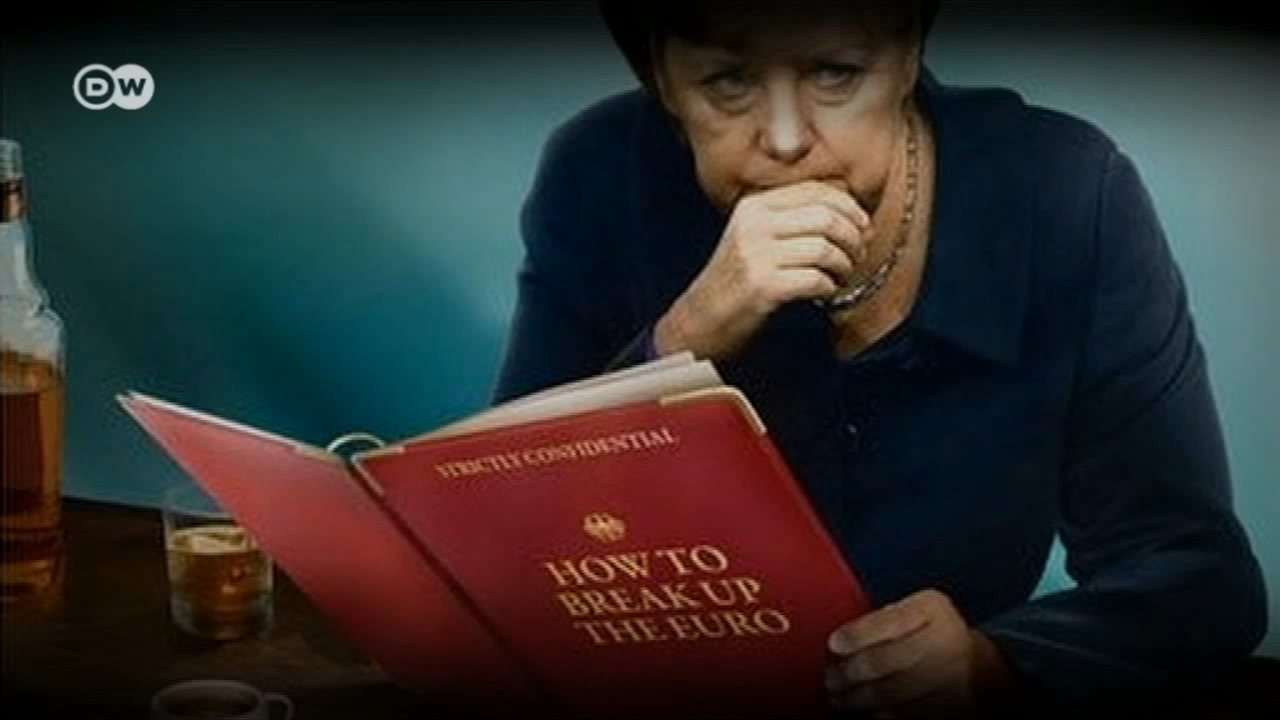 DW
STRICTLY CONFIDENTIAL
HOW TO
BREAK UP
THE EURO